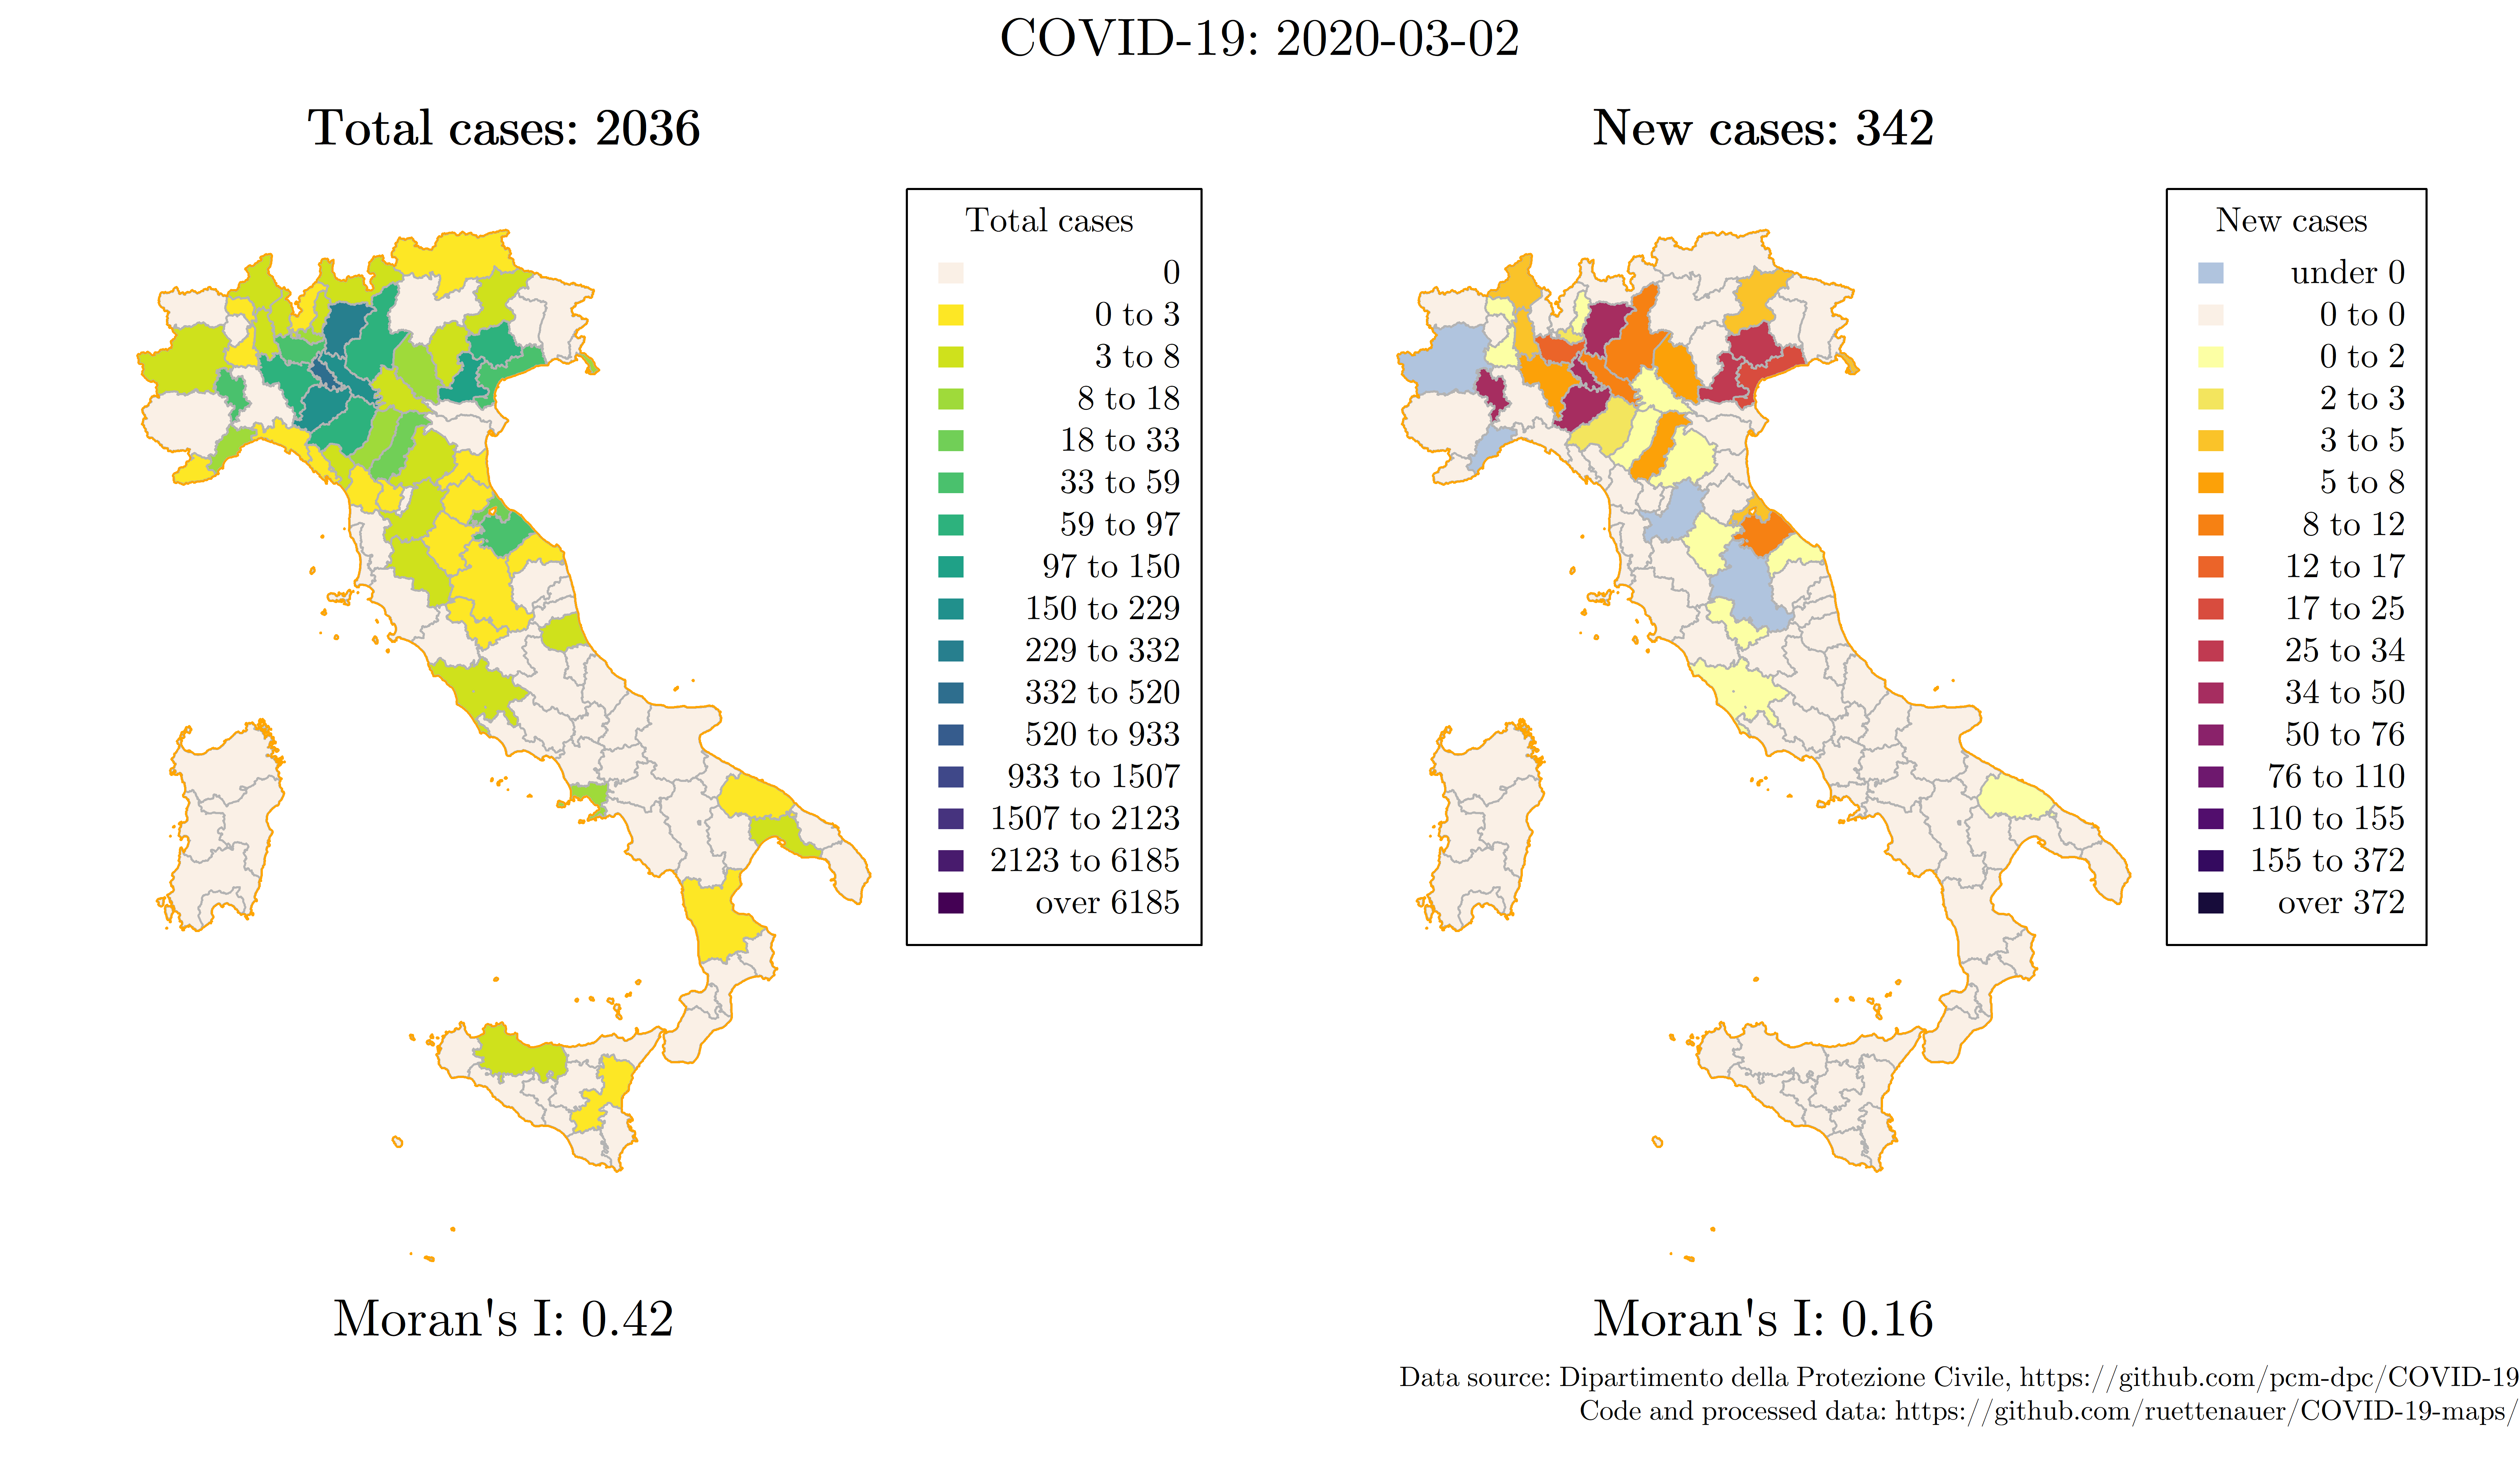 COVID-19: 2020-03-02
Total cases: 2036
Total cases
0
0 to 3
3 to 8
8 to 18
18 to 33
33 to 59
59 to 97
97 to 150
150 to 229
229 to 332
332 to 520
520 to 933
933 to 1507
1507 to 2123
2123 to 6185
over 6185
Moran's I: 0.42
New cases: 342
New cases
under 0
0 to 0
0 to 2
2 to 3
3 to 5
5 to 8
8 to 12
12 to 17
17 to 25
25 to 34
34 to 50
50 to 76
76 to 110
110 to 155
155 to 372
over 372
Moran's I: 0.16
Data source: Dipartimento della Protezione Civile, https://github.com/pcm-dpc/COVID-19
Code and processed data: https://github.com/ruettenauer/COVID-19-maps/